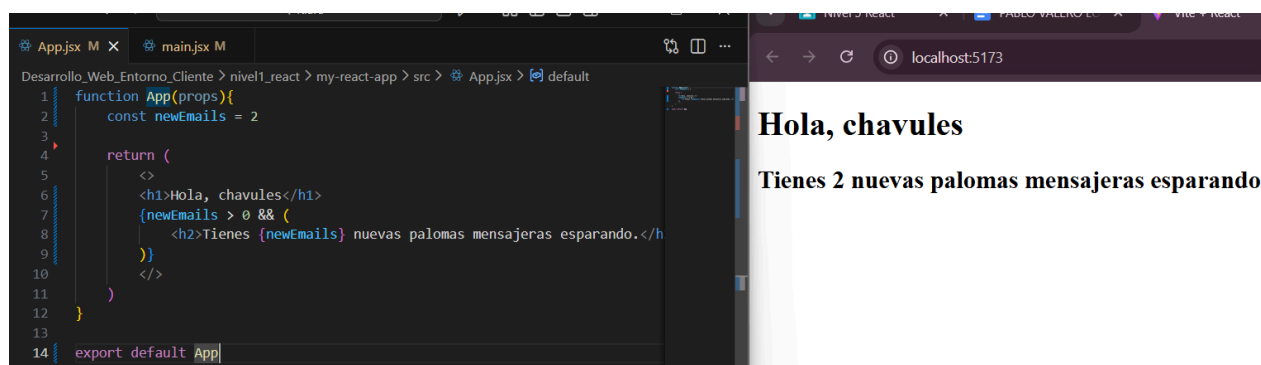 Nivel 5 React
Vite + React
App.jsx M
main.jsx M
localhost:5173
Desarrollo_Web_Entorno_Cliente > nivel1_react > my-react-app > src > App.jsx > default
1 function App(props){
2 const newEmails = 2
3
4 return (
5 <>
6 <h1>Hola, chavules</h1>
7 {newEmails > 0 && (
8 <h2>Tienes {newEmails} nuevas palomas mensajeras esparando.</h
9 )}
10 </>
11 )
12 }
13
14 export default App
Hola, chavules
Tienes 2 nuevas palomas mensajeras esparando